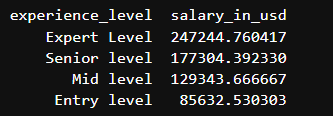 experience_level salary_in_usd
Expert Level 247244.760417
Senior level 177304.392330
Mid level 129343.666667
Entry level 85632.530303